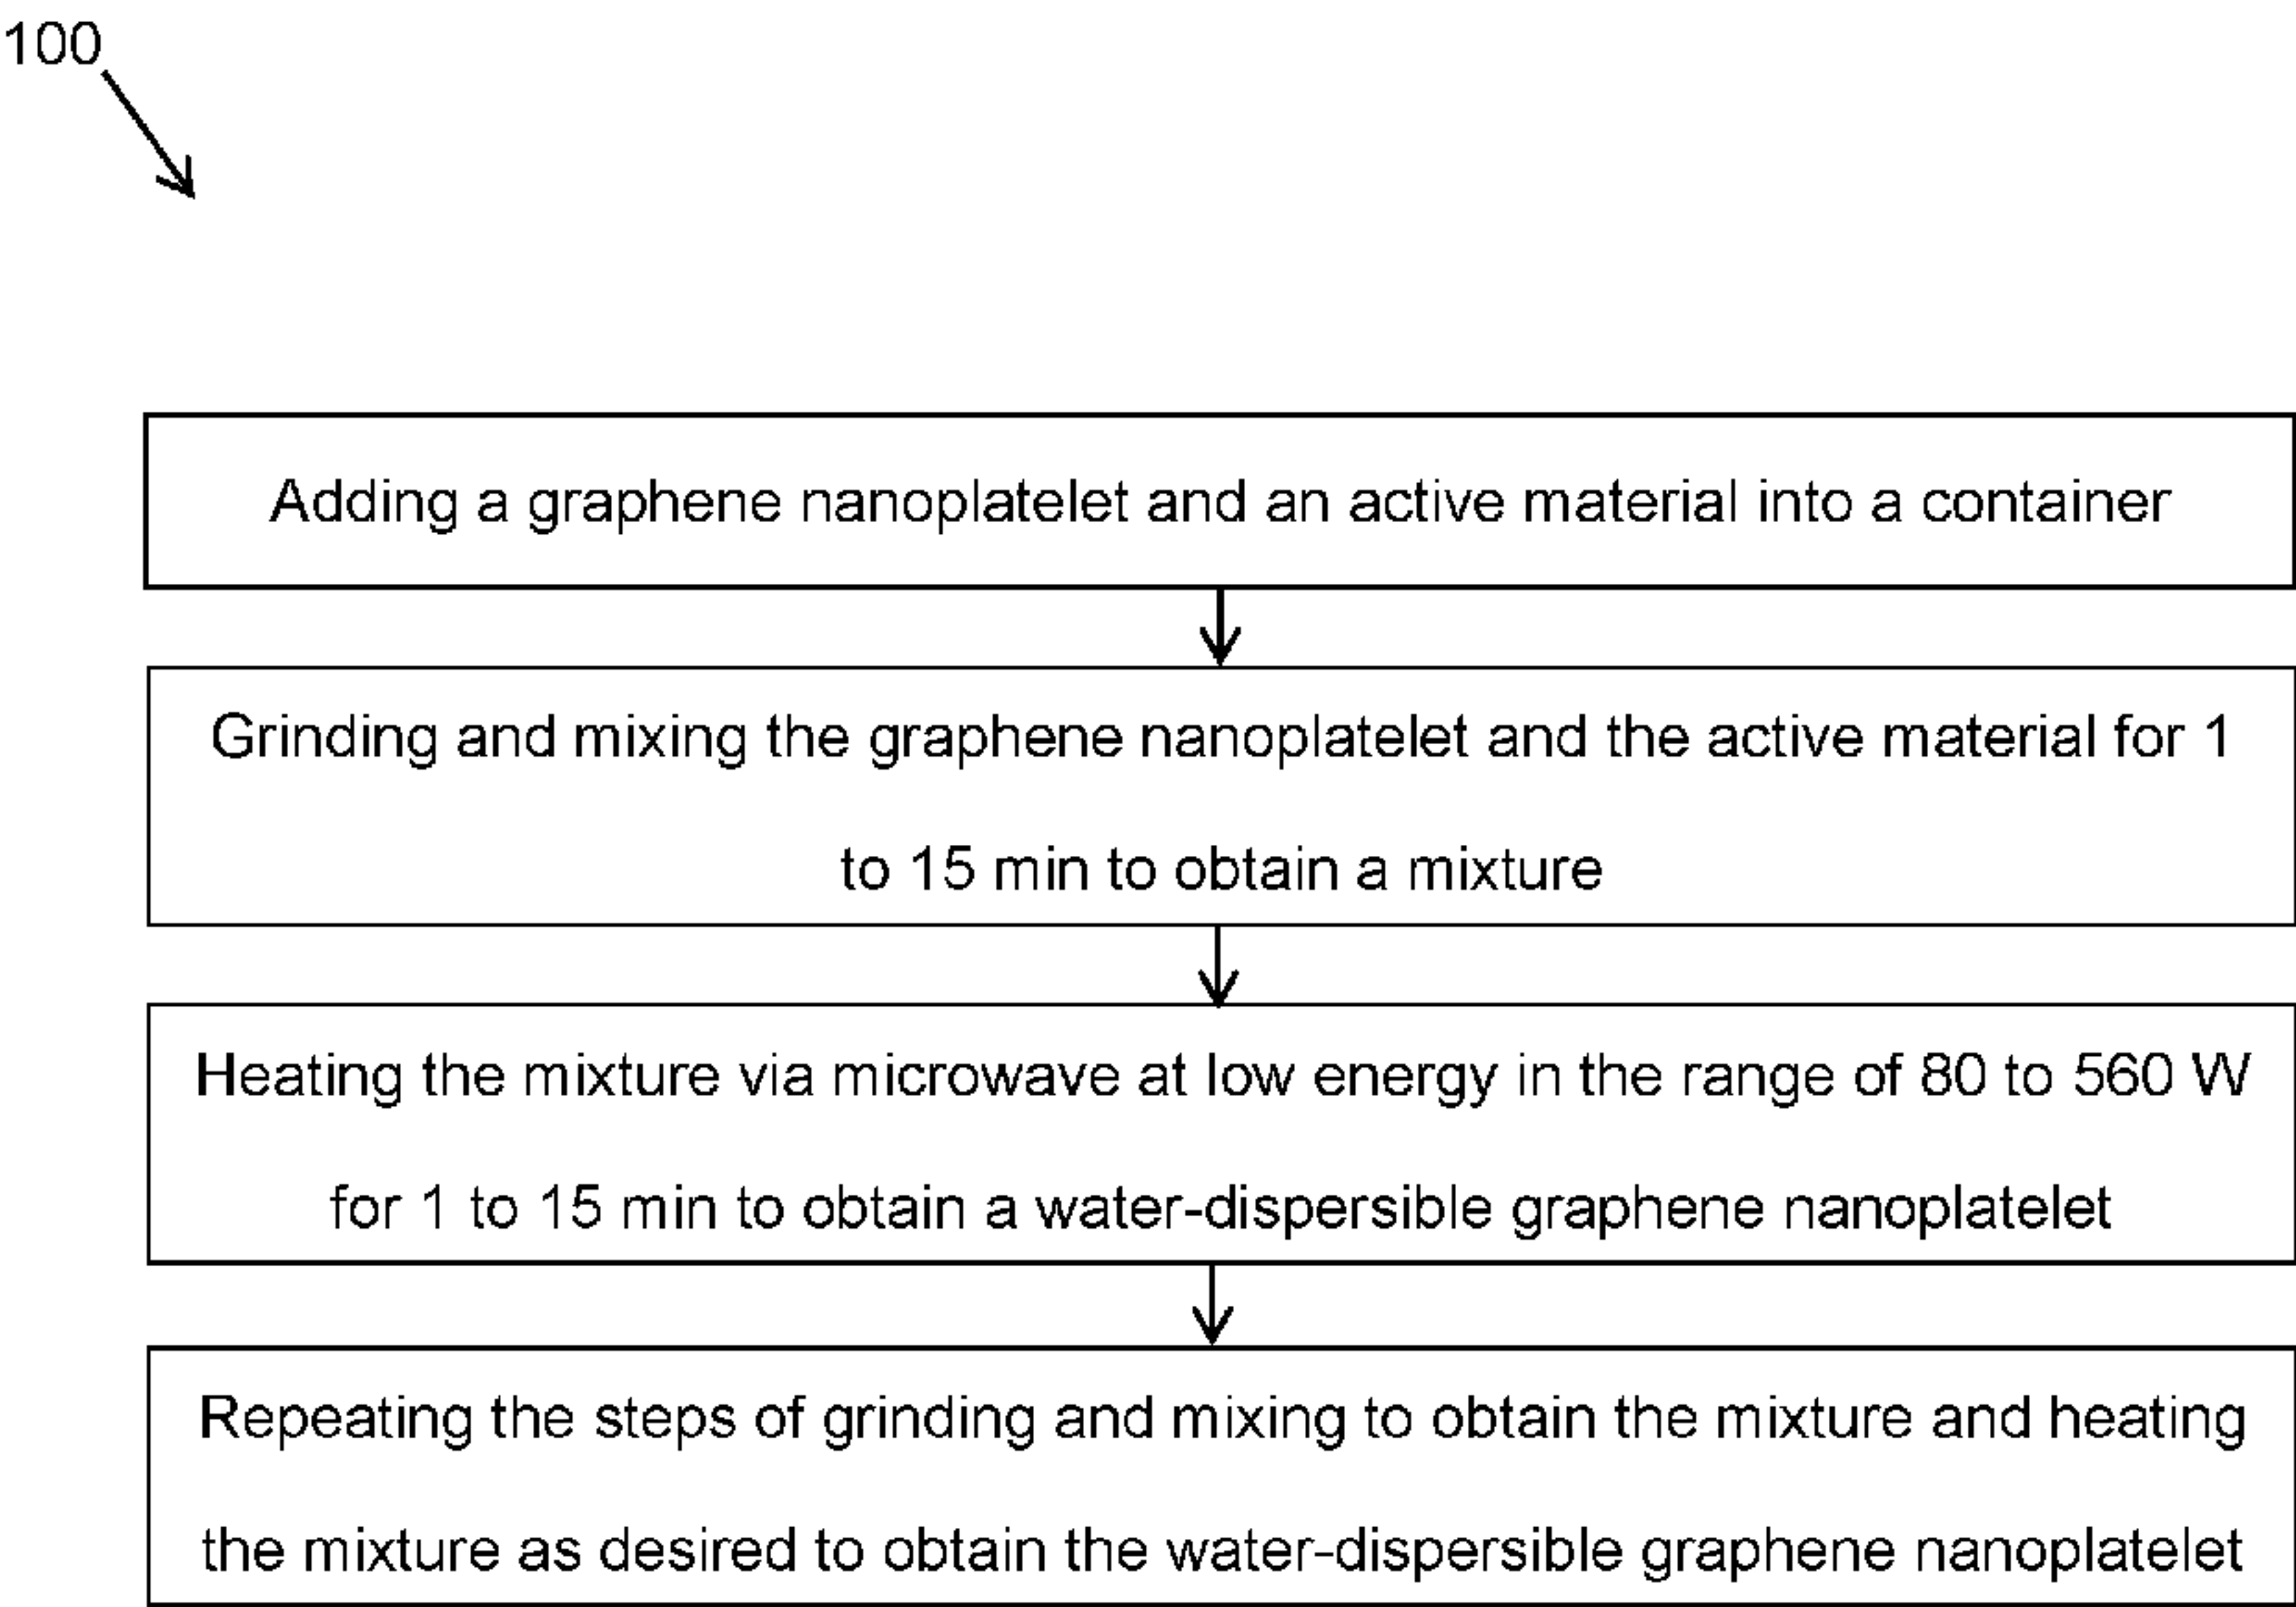 100
Adding a graphene nanoplatelet and an active material into a container
Grinding and mixing the graphene nanoplatelet and the active material for 1
to 15 min to obtain a mixture
Heating the mixture via microwave at low energy in the range of 80 to 560 W
for 1 to 15 min to obtain a water-dispersible graphene nanoplatelet
Repeating the steps of grinding and mixing to obtain the mixture and heating
the mixture as desired to obtain the water-dispersible graphene nanoplatelet